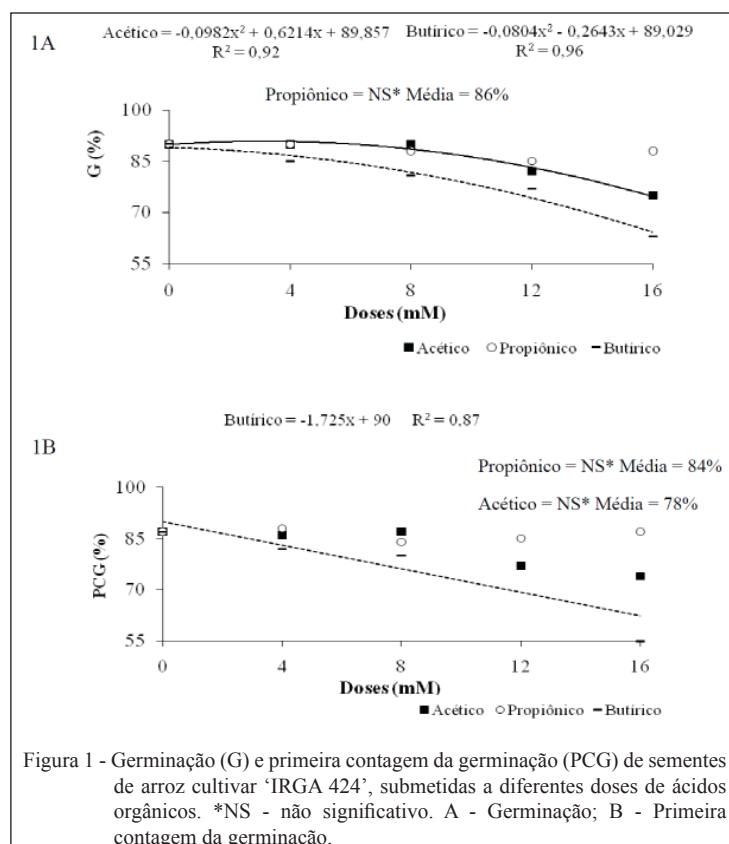 1A
Acético = -0,0982x² + 0,6214x + 89,857 Butírico = -0,0804x² - 0,2643x + 89,029
R² = 0,92 R² = 0,96
Propiônico = NS* Média = 86%
100
85
70
55
G (%)
0 4 8 12 16
Doses (mM)
■ Acético ○ Propiônico – Butírico
Butírico = -1,725x + 90 R² = 0,87
1B
Propiônico = NS* Média = 84%
Acético = NS* Média = 78%
100
85
70
55
PCG (%)
0 4 8 12 16
Doses (mM)
■ Acético ○ Propiônico – Butírico
Figura 1 - Germinação (G) e primeira contagem da germinação (PCG) de sementes
de arroz cultivar ‘IRGA 424’, submetidas a diferentes doses de ácidos
orgânicos. *NS - não significativo. A - Germinação; B - Primeira
contagem da germinação.